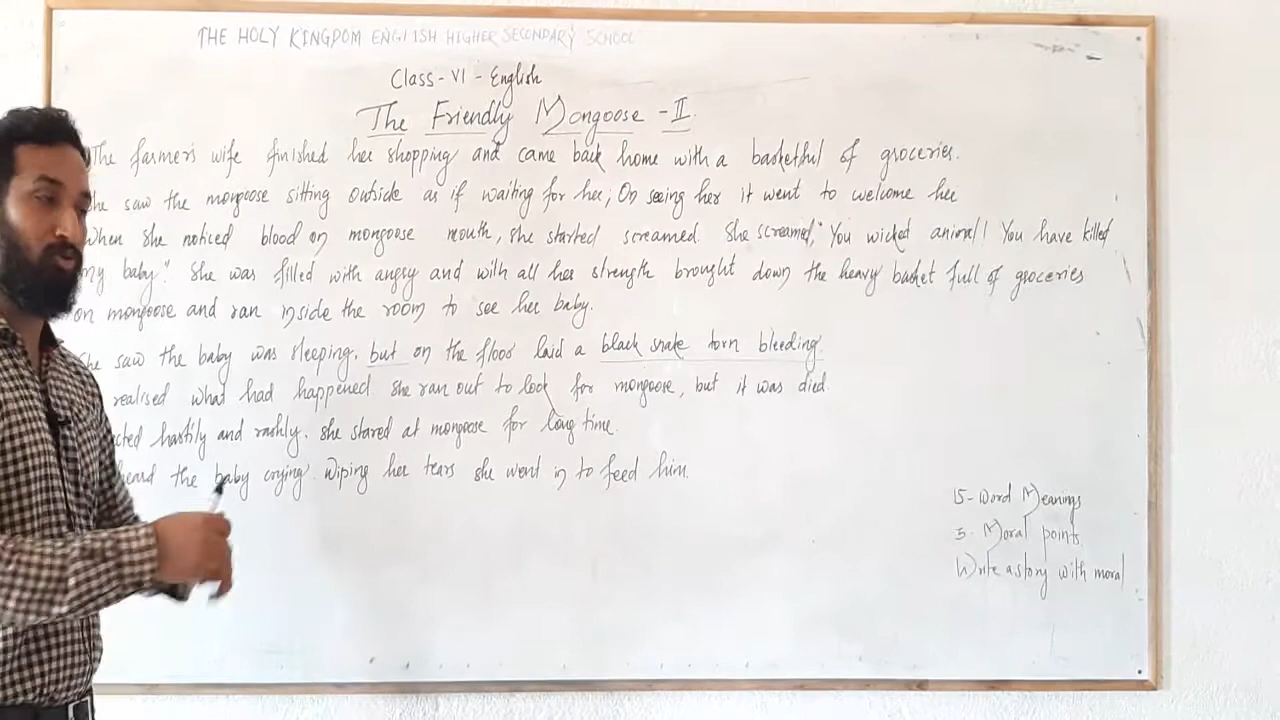 THE HOLY KINGDOM ENGLISH HIGHER SECONDARY SCHOOL
Class - VI - English
The Friendly Mongoose - II
The farmer's wife finished her shopping and came back home with a basketful of groceries.
he saw the mongoose sitting outside as if waiting for her; On seeing her it went to welcome her
When she noticed blood on mongoose mouth, she started screamed. She screamed, "You wicked animal! You have killed
my baby". She was filled with angry and with all her strength brought down the heavy basket full of groceries
on mongoose and ran inside the room to see her baby.
he saw the baby was sleeping. but on the floor laid a black snake torn bleeding.
realised what had happened she ran out to look for mongoose, but it was died
cted hastily and rashly. She stared at mongoose for long time.
heard the baby crying. Wiping her tears she went in to feed him.
15 - Word Meanings
5. Moral points
Write a story with moral